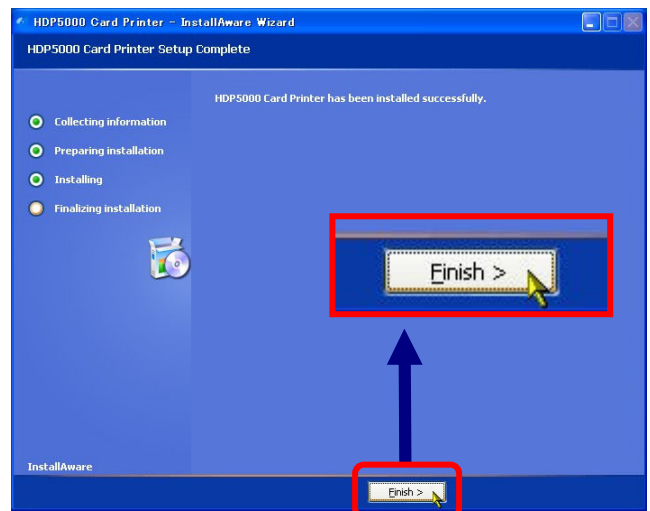 HDP5000 Card Printer - InstallAware Wizard
HDP5000 Card Printer Setup Complete
HDP5000 Card Printer has been installed successfully.
Collecting information
Preparing installation
Installing
Finalizing installation
Finish >
InstallAware
Finish >